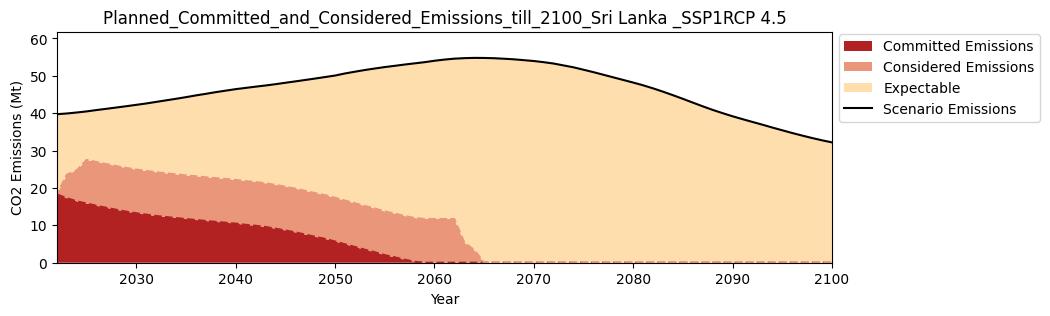 Planned_Committed_and_Considered_Emissions_till_2100_Sri Lanka _SSP1RCP 4.5
CO2 Emissions (Mt)
60
50
40
30
20
10
0
2030 2040 2050 2060 2070 2080 2090 2100
Year
Committed Emissions
Considered Emissions
Expectable
Scenario Emissions